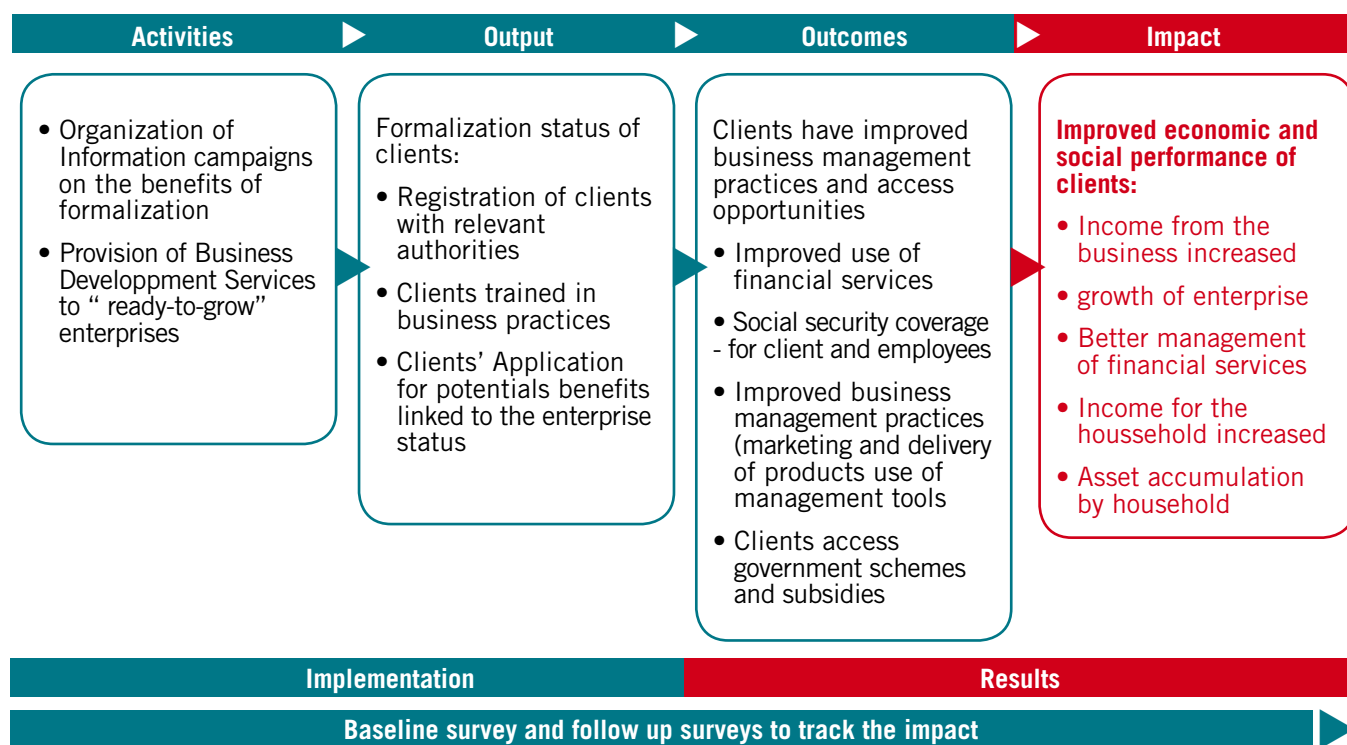 Activities
Output
Outcomes
Impact
• Organization of
Information campaigns
on the benefits of
formalization
• Provision of Business
Developpment Services
to “ ready-to-grow”
enterprises
Formalization status of
clients:
• Registration of clients
with relevant
authorities
• Clients trained in
business practices
• Clients’ Application
for potentials benefits
linked to the enterprise
status
Clients have improved
business management
practices and access
opportunities
• Improved use of
financial services
• Social security coverage
- for client and employees
• Improved business
management practices
(marketing and delivery
of products use of
management tools
• Clients access
government schemes
and subsidies
Improved economic and
social performance of
clients:
• Income from the
business increased
• growth of enterprise
• Better management
of financial services
• Income for the
houssehold increased
• Asset accumulation
by household
Implementation
Results
Baseline survey and follow up surveys to track the impact